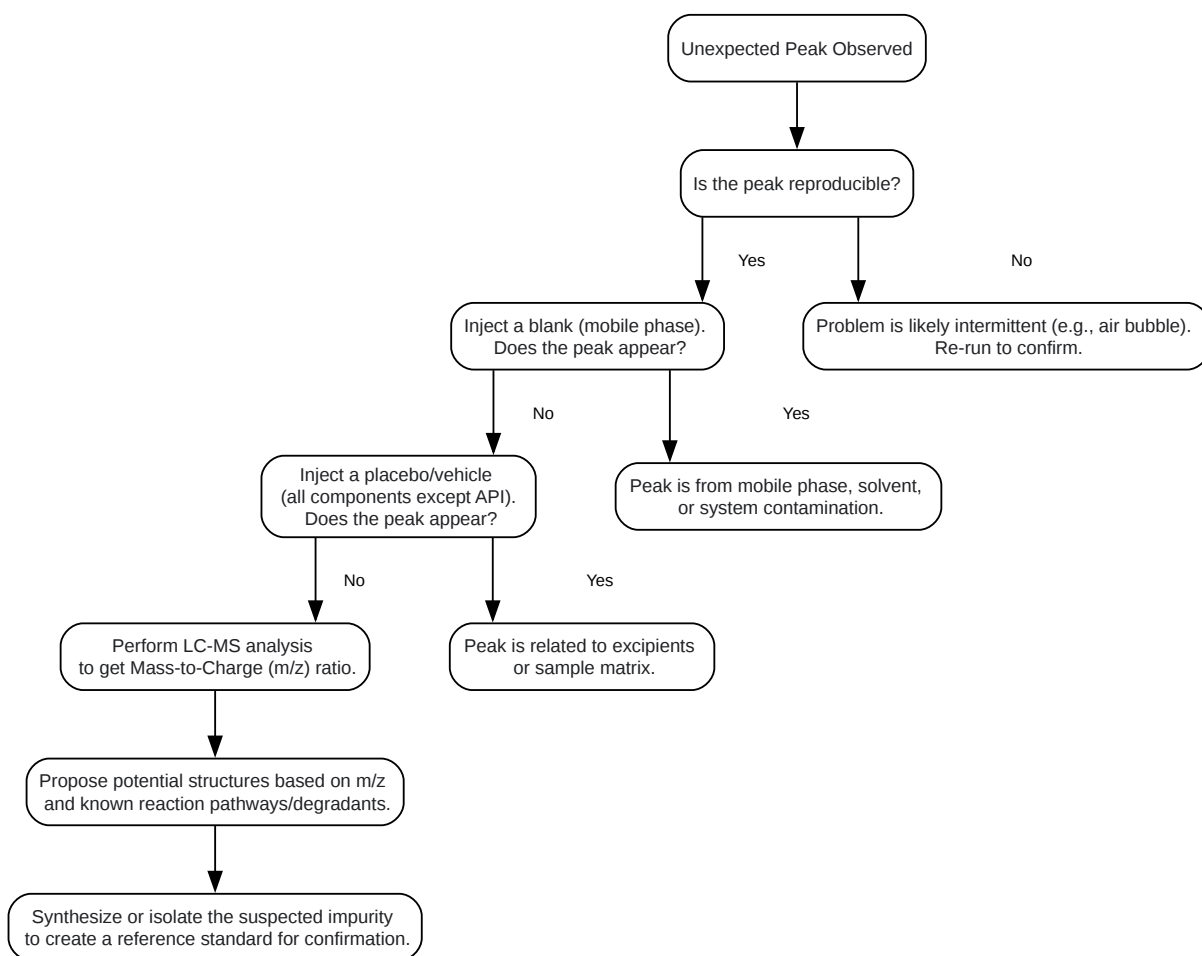 Unexpected Peak Observed
Is the peak reproducible?
Yes
No
Inject a blank (mobile phase).
Does the peak appear?
Problem is likely intermittent (e.g., air bubble).
Re-run to confirm.
No
Yes
Inject a placebo/vehicle
(all components except API).
Does the peak appear?
Peak is from mobile phase, solvent,
or system contamination.
No
Yes
Perform LC-MS analysis
to get Mass-to-Charge (m/z) ratio.
Peak is related to excipients
or sample matrix.
Propose potential structures based on m/z
and known reaction pathways/degradants.
Synthesize or isolate the suspected impurity
to create a reference standard for confirmation.